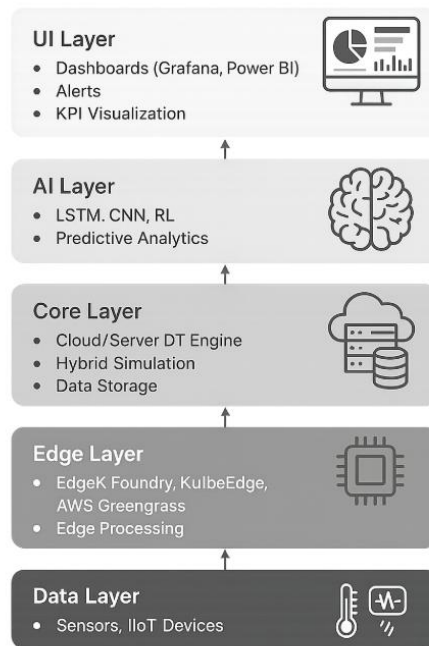 UI Layer
• Dashboards (Grafana, Power BI)
• Alerts
• KPI Visualization
AI Layer
• LSTM. CNN, RL
• Predictive Analytics
Core Layer
• Cloud/Server DT Engine
• Hybrid Simulation
• Data Storage
Edge Layer
• EdgeK Foundry, KulbeEdge,
AWS Greengrass
• Edge Processing
Data Layer
• Sensors, IIoT Devices